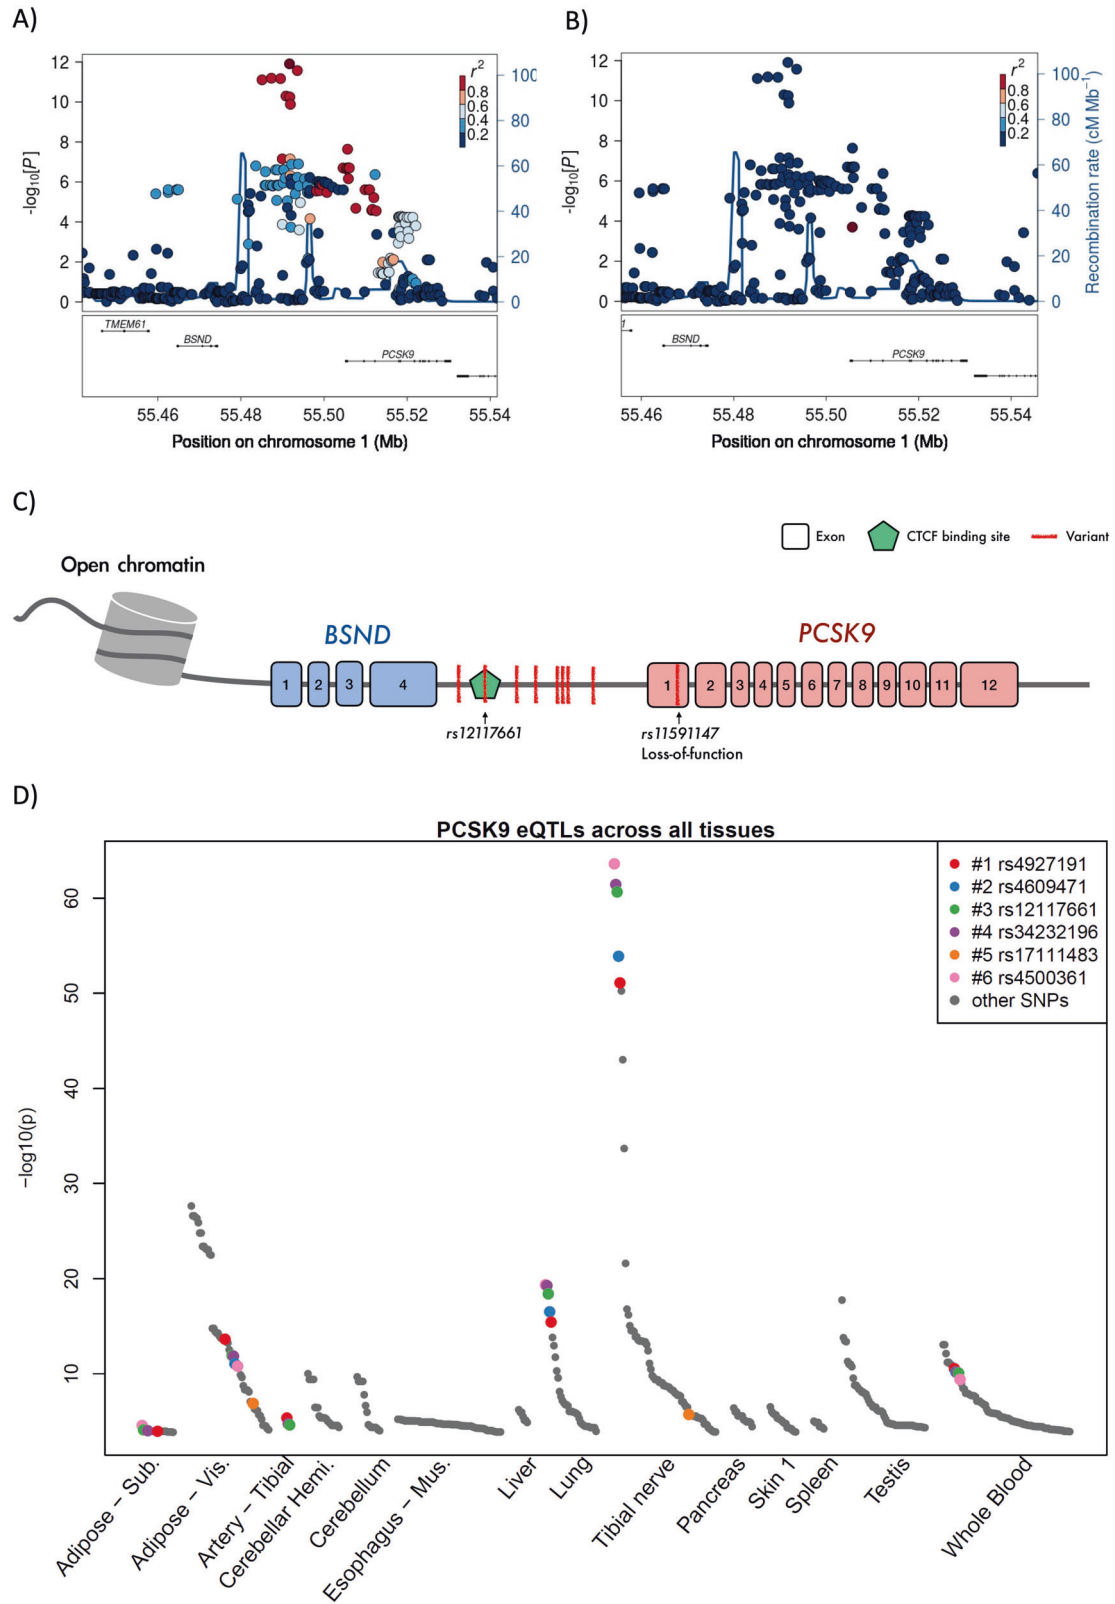 A)
12
10
8
6
4
2
0
-log10[P]
r2
0.8
0.6
0.4
0.2
100
80
60
40
20
0
TMEM61
BSND
PCSK9
55.46 55.48 55.50 55.52 55.54
Position on chromosome 1 (Mb)
B)
12
10
8
6
4
2
0
-log10[P]
r2
0.8
0.6
0.4
0.2
100
80
60
40
20
0
Recombination rate (cM Mb−1)
BSND
PCSK9
55.46 55.48 55.50 55.52 55.54
Position on chromosome 1 (Mb)
C)
Exon CTCF binding site Variant
Open chromatin
BSND PCSK9
1 2 3 4 1 2 3 4 5 6 7 8 9 10 11 12
rs12117661 rs11591147
Loss-of-function
D)
PCSK9 eQTLs across all tissues
#1 rs4927191
#2 rs4609471
#3 rs12117661
#4 rs34232196
#5 rs17111483
#6 rs4500361
other SNPs
60
50
40
30
20
10
−log10(p)
Adipose − Sub.
Adipose − Vis.
Artery − Tibial
Cerebellar Hemi.
Cerebellum
Esophagus − Mus.
Liver
Lung
Tibial nerve
Pancreas
Skin 1
Spleen
Testis
Whole Blood